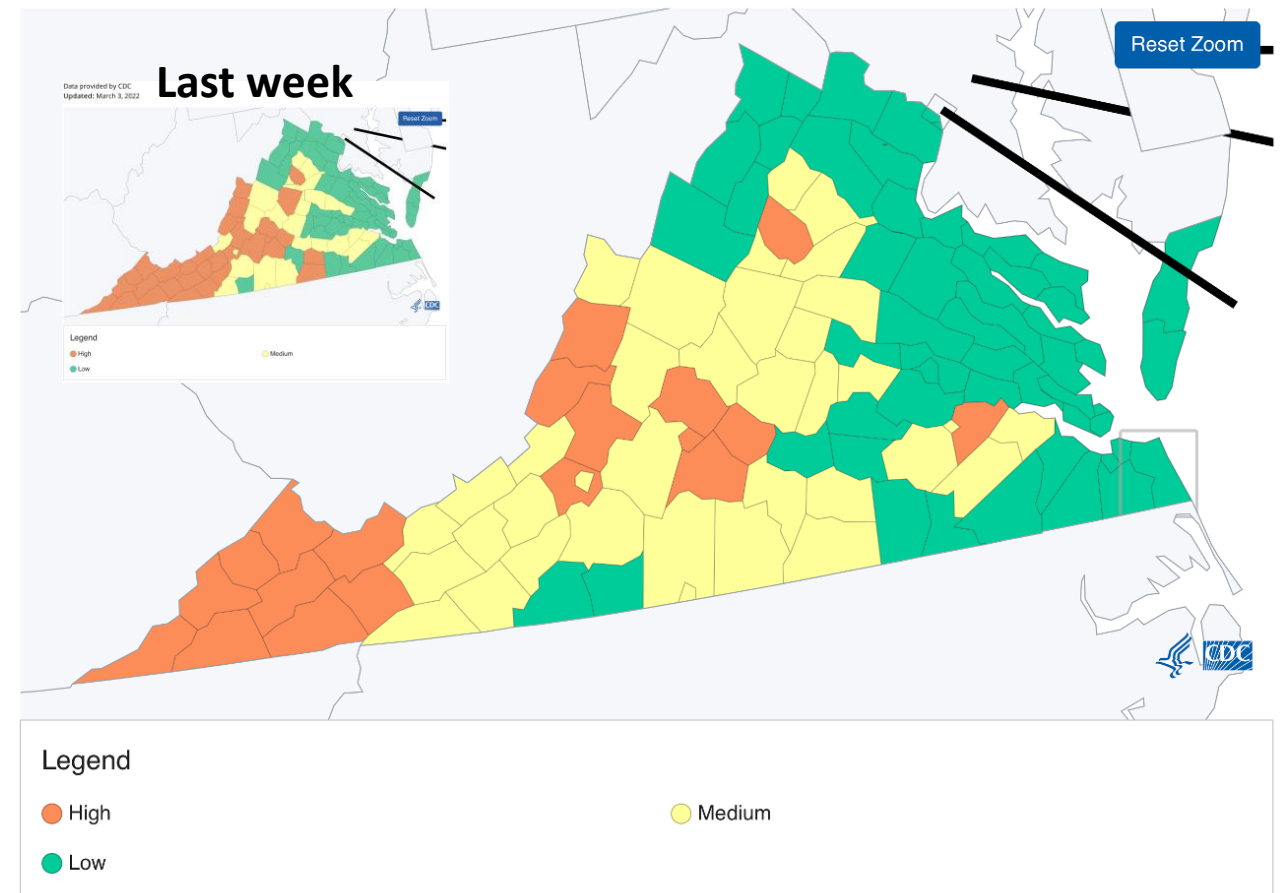 Reset Zoom
Last week
Data provided by CDC
Updated: March 3, 2022
Reset Zoom
CDC
Legend
High
Medium
Low
CDC
Legend
High
Medium
Low